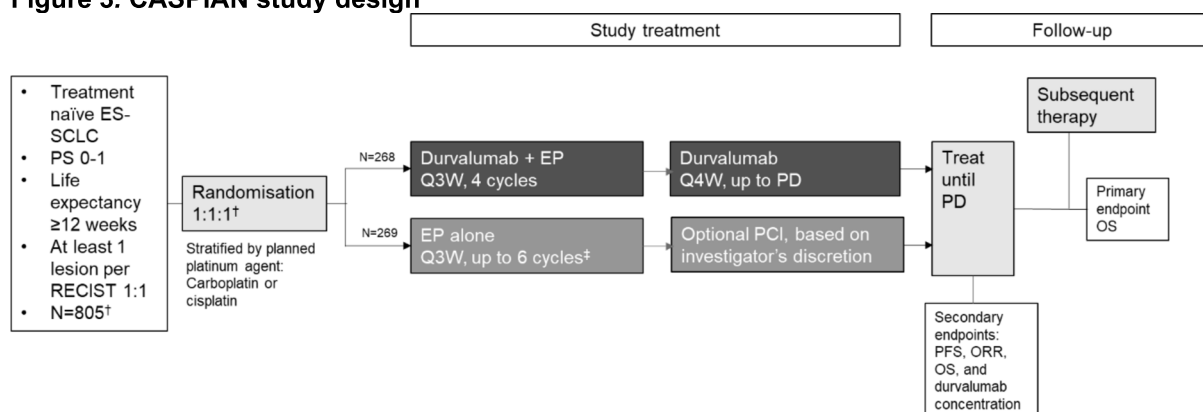 Figure 3. CASPIAN study design
Study treatment
Follow-up
• Treatment
naïve ES-
SCLC
• PS 0-1
• Life
expectancy
≥12 weeks
• At least 1
lesion per
RECIST 1:1
• N=805†
Randomisation
1:1:1†
Stratified by planned
platinum agent:
Carboplatin or
cisplatin
N=268
Durvalumab + EP
Q3W, 4 cycles
Durvalumab
Q4W, up to PD
N=269
EP alone
Q3W, up to 6 cycles‡
Optional PCI, based on
investigator's discretion
Treat
until
PD
Subsequent
therapy
Primary
endpoint
OS
Secondary
endpoints:
PFS, ORR,
OS, and
durvalumab
concentration